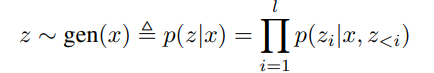 z ∼ gen(x) ≜ p(z|x) = ∏_{i=1}^{l} p(z_i|x, z_{<i})